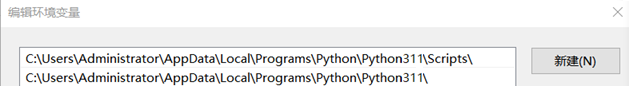 编辑环境变量
C:\Users\Administrator\AppData\Local\Programs\Python\Python311\Scripts\
新建(N)
C:\Users\Administrator\AppData\Local\Programs\Python\Python311\